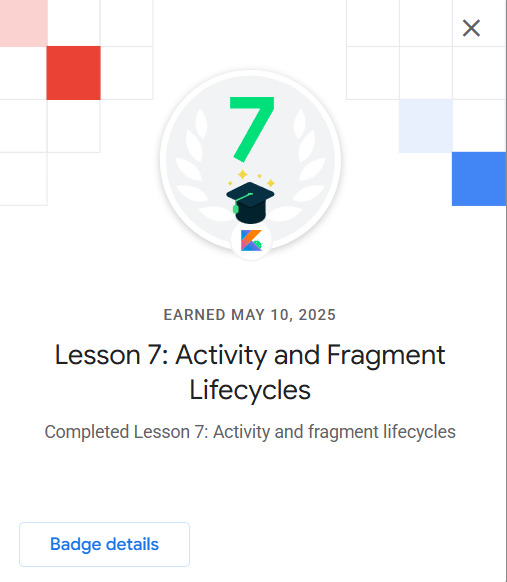 7
EARNED MAY 10, 2025
Lesson 7: Activity and Fragment
Lifecycles
Completed Lesson 7: Activity and fragment lifecycles
Badge details